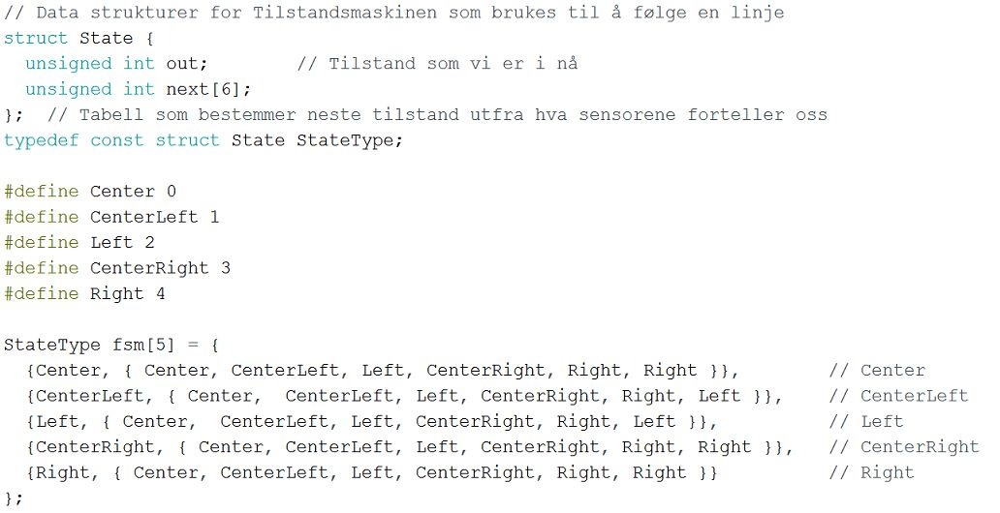 // Data strukturer for Tilstandsmaskinen som brukes til å følge en linje
struct State {
  unsigned int out;        // Tilstand som vi er i nå
  unsigned int next[6];
};  // Tabell som bestemmer neste tilstand utfra hva sensorene forteller oss
typedef const struct State StateType;

#define Center 0
#define CenterLeft 1
#define Left 2
#define CenterRight 3
#define Right 4

StateType fsm[5] = {
  {Center, { Center, CenterLeft, Left, CenterRight, Right, Right }},        // Center
  {CenterLeft, { Center,  CenterLeft, Left, CenterRight, Right, Left }},    // CenterLeft
  {Left, { Center,  CenterLeft, Left, CenterRight, Right, Left }},          // Left
  {CenterRight, { Center, CenterLeft, Left, CenterRight, Right, Right }},   // CenterRight
  {Right, { Center, CenterLeft, Left, CenterRight, Right, Right }}          // Right
};